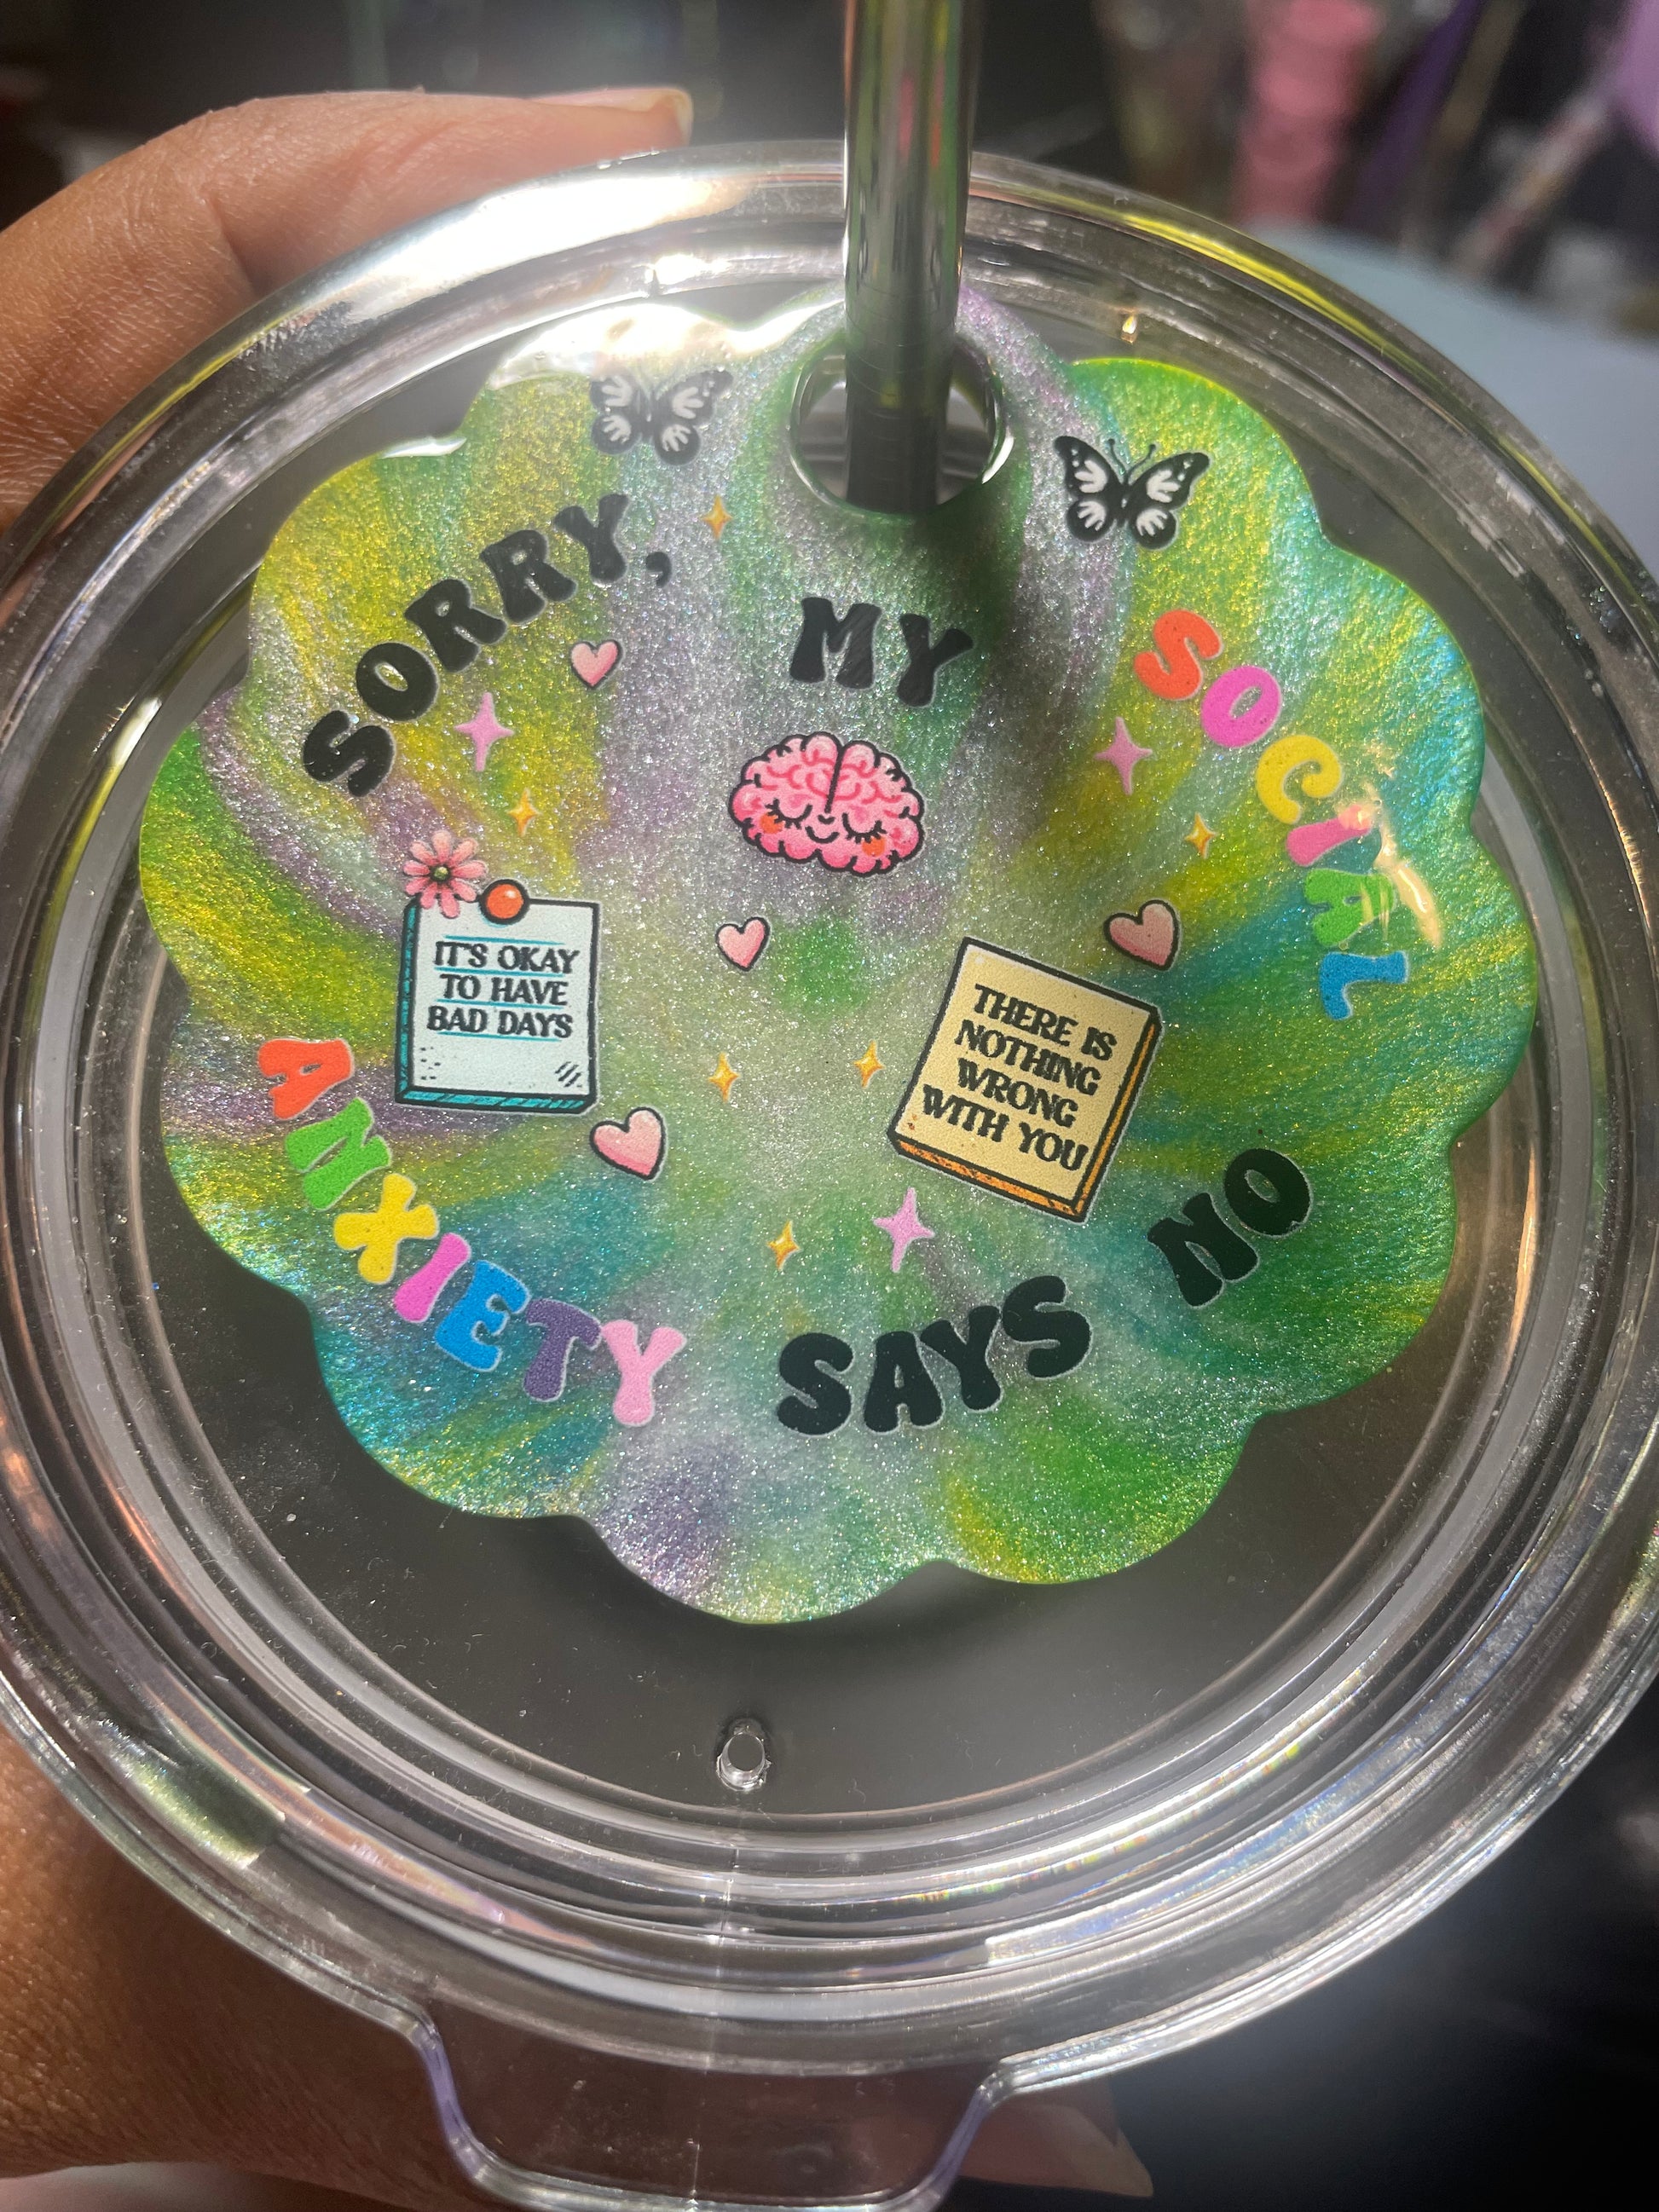 SORRY, MY SOCIAL
ANXIETY SAYS NO
IT'S OKAY
TO HAVE
BAD DAYS
THERE IS
NOTHING
WRONG
WITH YOU